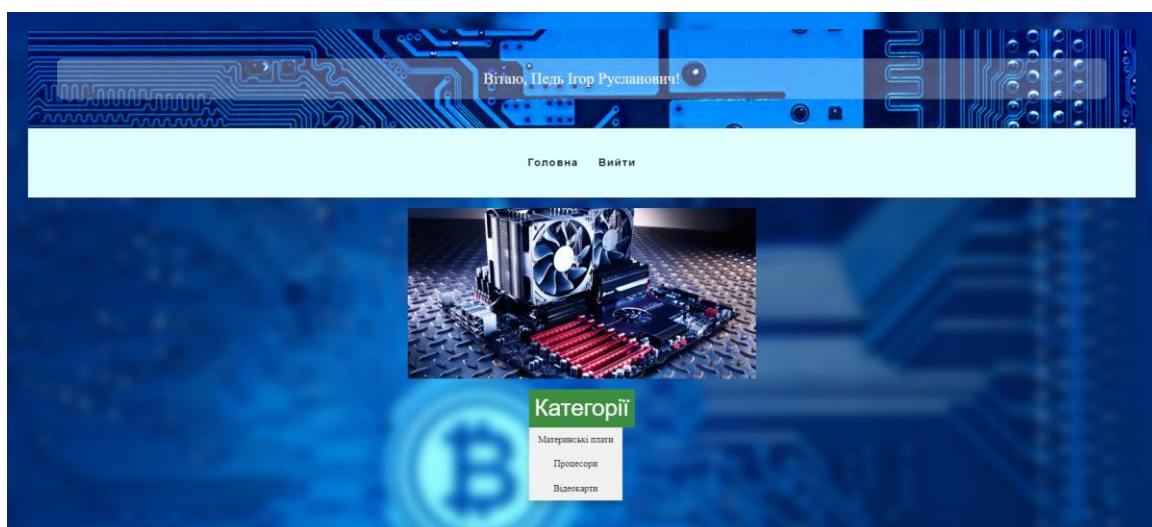 Вітаю, Педь Ігор Русланович!
Головна Вийти
Категорії
Материнські плати
Процесори
Відеокарти